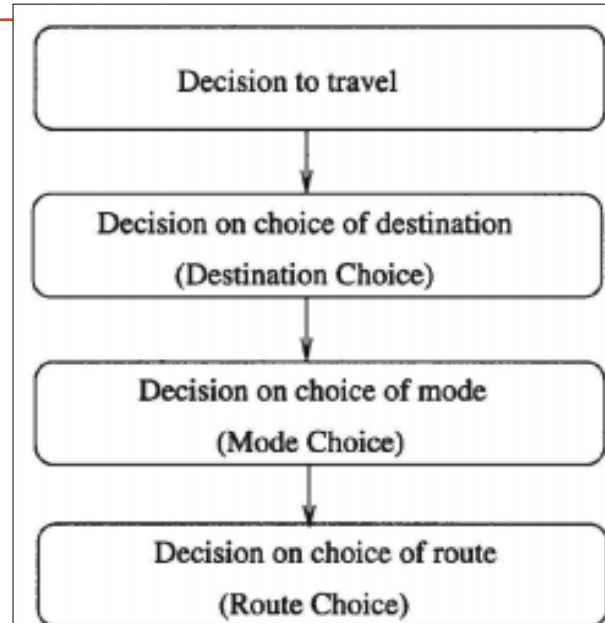 Decision to travel
Decision on choice of destination
(Destination Choice)
Decision on choice of mode
(Mode Choice)
Decision on choice of route
(Route Choice)